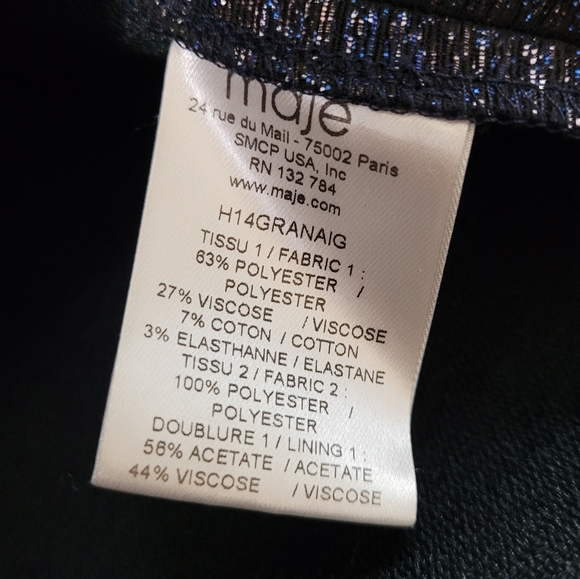 maje
24 rue du Mail - 75002 Paris
SMCP USA, Inc
RN 132 784
www.maje.com
H14GRANAIG
TISSU 1 / FABRIC 1 :
63% POLYESTER /
POLYESTER
27% VISCOSE / VISCOSE
7% COTON / COTTON
3% ELASTHANNE / ELASTANE
TISSU 2 / FABRIC 2 :
100% POLYESTER /
POLYESTER
DOUBLURE 1 / LINING 1 :
56% ACETATE / ACETATE
44% VISCOSE / VISCOSE